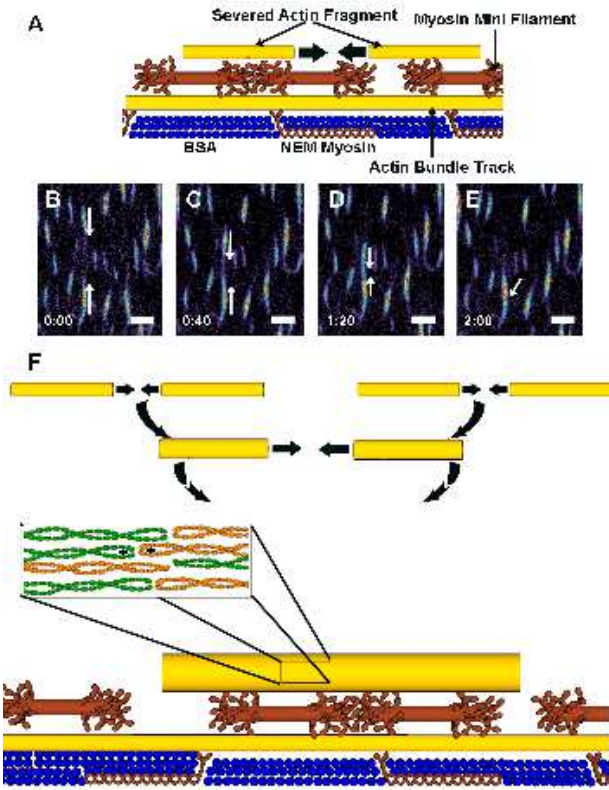 A
Severed Actin Fragment
Myosin Mini Filament
BSA
NEM Myosin
Actin Bundle Track
B
C
D
E
0:00
0:40
1:20
2:00
F